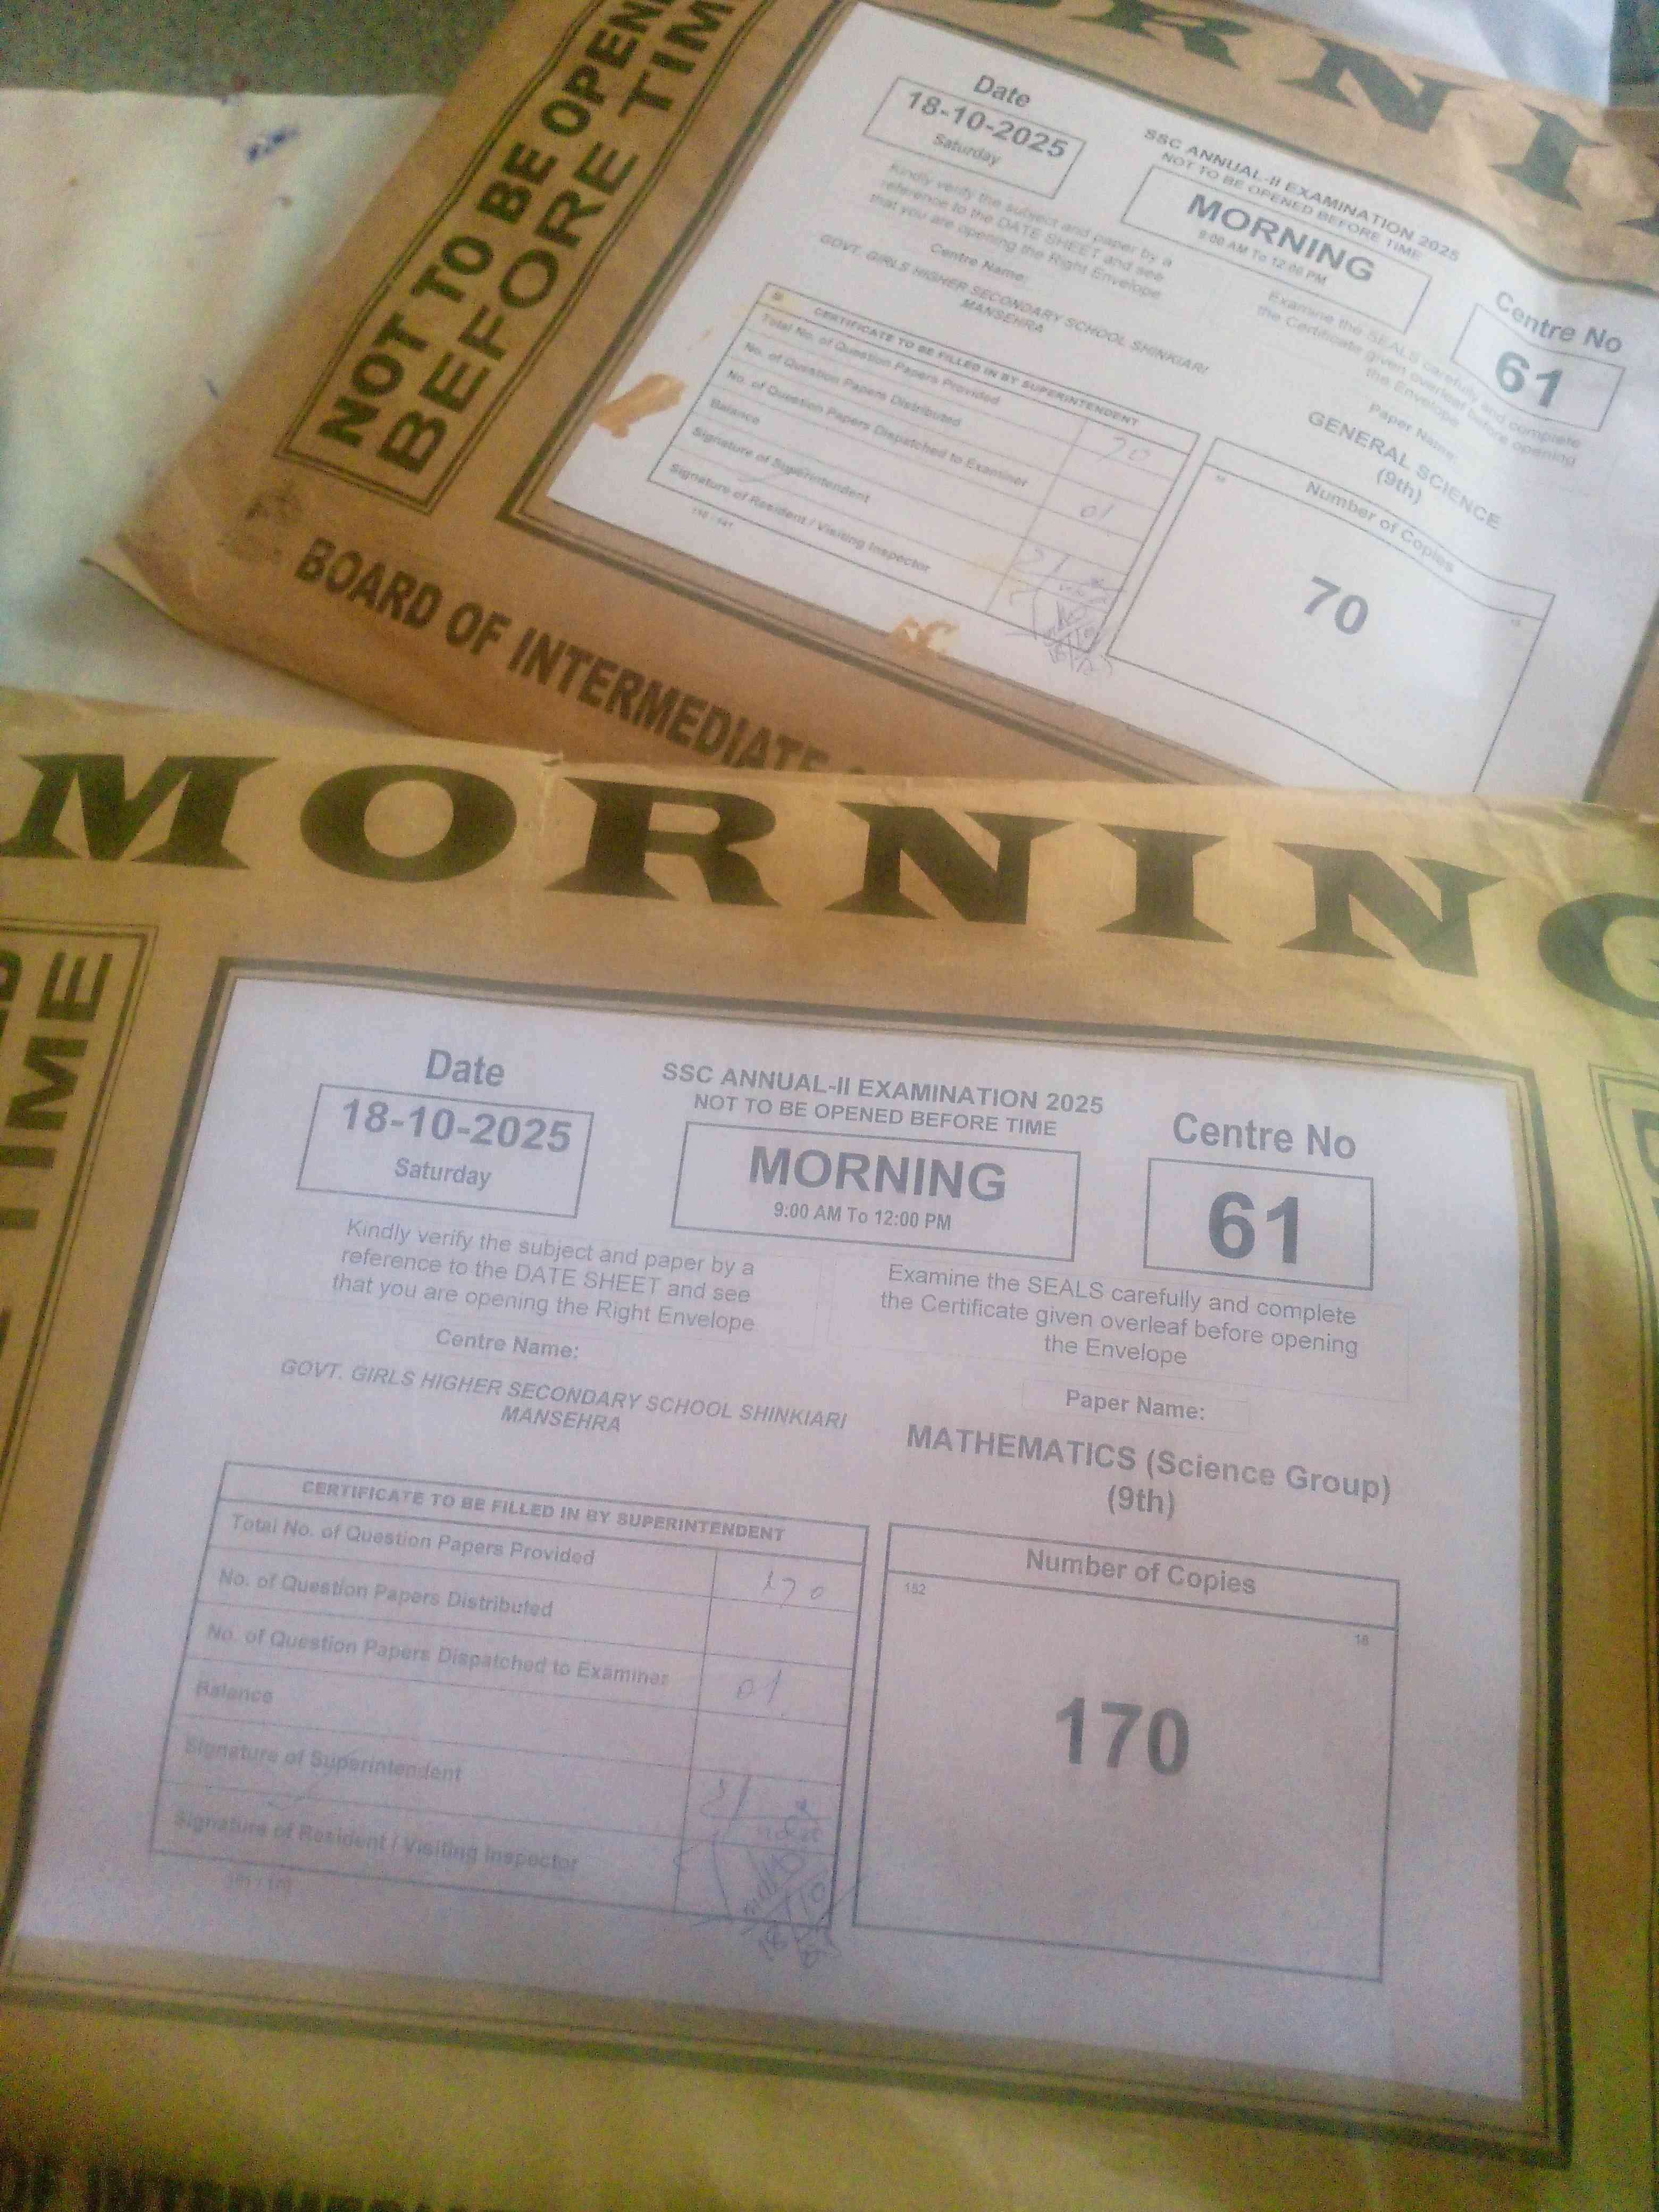 NOT TO BE OPENE
BEFORE TIM
ORNI
Date
18-10-2025
Saturday
SSC ANNUAL-II EXAMINATION 2025
NOT TO BE OPENED BEFORE TIME
MORNING
9:00 AM To 12:00 PM
Centre No
61
Kindly verify the subject and paper by a
reference to the DATE SHEET and see
that you are opening the Right Envelope
Examine the SEALS carefully and complete
the Certificate given overleaf before opening
the Envelope
Centre Name:
GOVT. GIRLS HIGHER SECONDARY SCHOOL SHINKIARI
MANSEHRA
Paper Name:
GENERAL SCIENCE
(9th)
CERTIFICATE TO BE FILLED IN BY SUPERINTENDENT
Total No. of Question Papers Provided
70
No. of Question Papers Distributed
No. of Question Papers Dispatched to Examiner
01
Balance
Signature of Superintendent
Signature of Resident / Visiting Inspector
Number of Copies
70
BOARD OF INTERMEDIATE
MORNING
TIME
Date
18-10-2025
Saturday
SSC ANNUAL-II EXAMINATION 2025
NOT TO BE OPENED BEFORE TIME
MORNING
9:00 AM To 12:00 PM
Centre No
61
Kindly verify the subject and paper by a
reference to the DATE SHEET and see
that you are opening the Right Envelope
Examine the SEALS carefully and complete
the Certificate given overleaf before opening
the Envelope
Centre Name:
GOVT. GIRLS HIGHER SECONDARY SCHOOL SHINKIARI
MANSEHRA
Paper Name:
MATHEMATICS (Science Group)
(9th)
CERTIFICATE TO BE FILLED IN BY SUPERINTENDENT
Total No. of Question Papers Provided
170
No. of Question Papers Distributed
No. of Question Papers Dispatched to Examiner
01
Balance
Signature of Superintendent
Signature of Resident / Visiting Inspector
18/10
Number of Copies
152
18
170
OF INTERMEDIATE